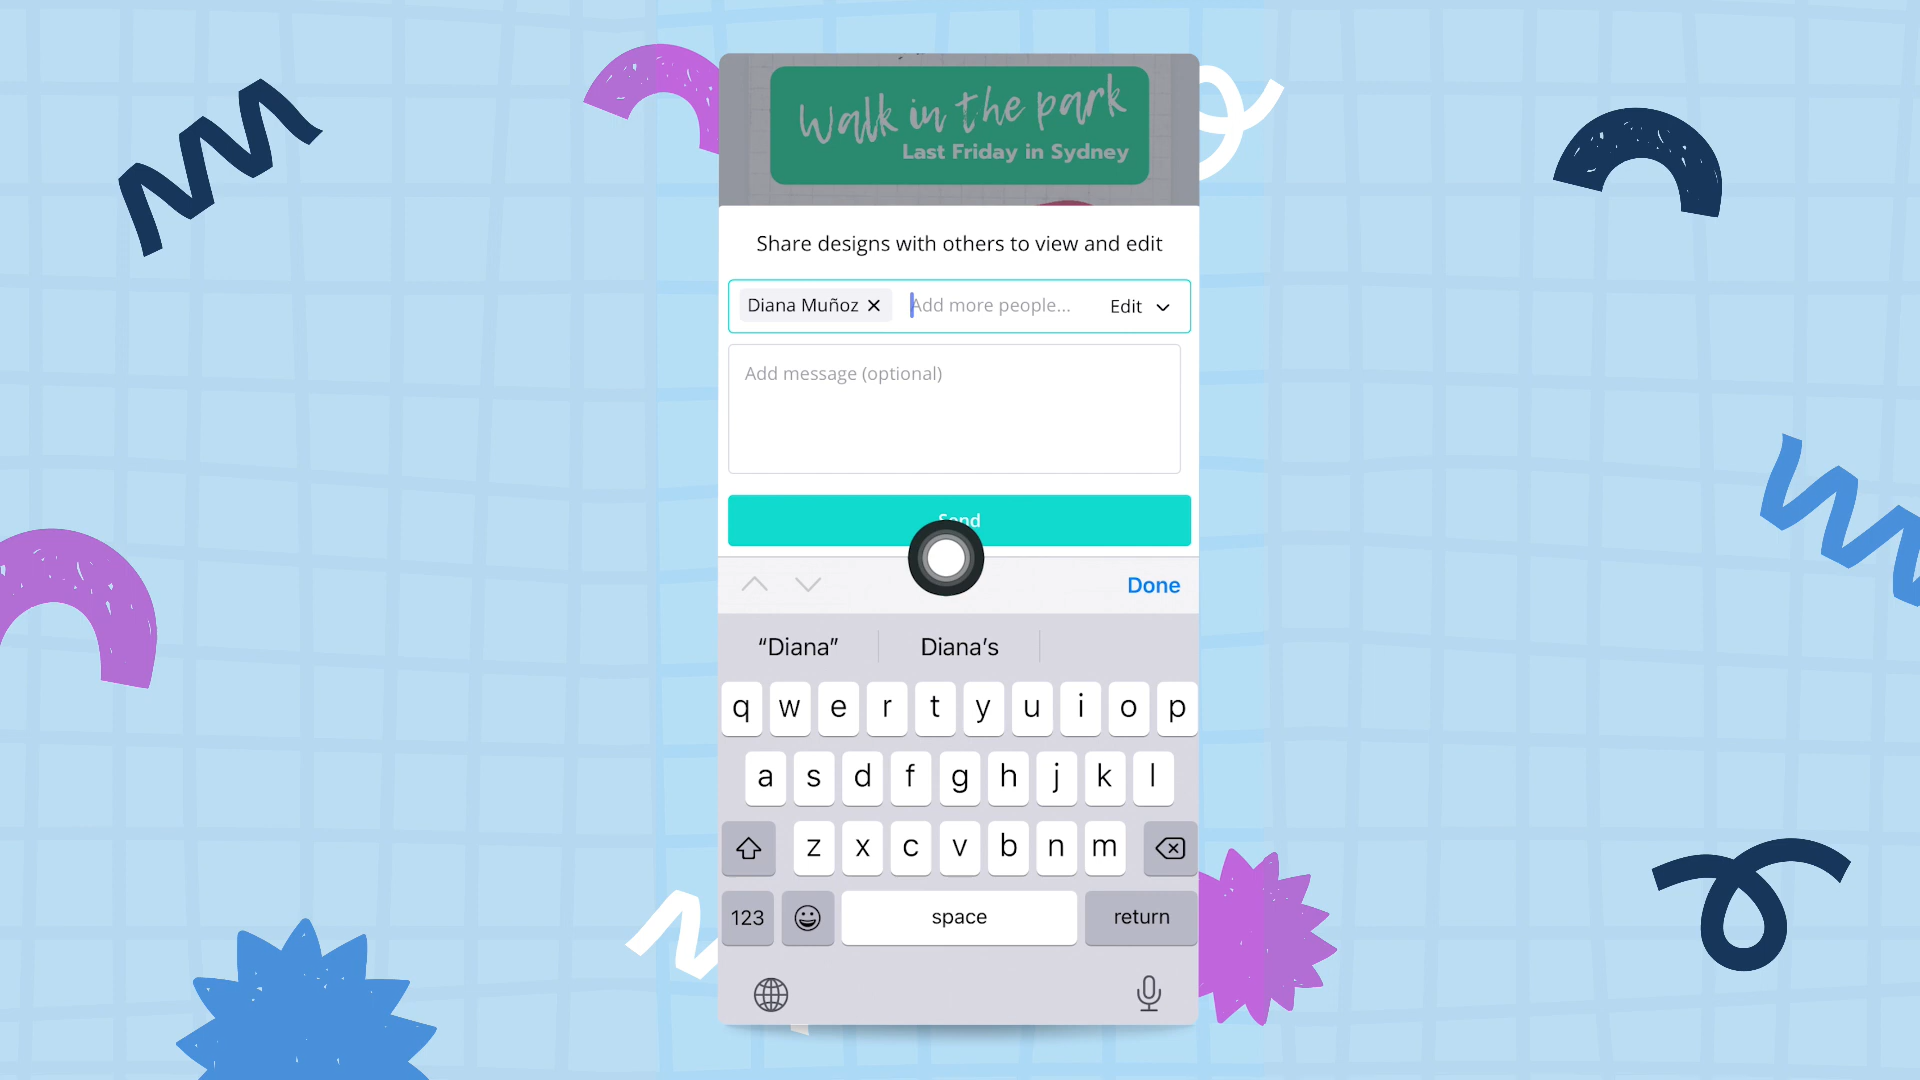 Walk in the park
Last Friday in Sydney
Share designs with others to view and edit
Diana Muñoz Add more people... Edit
Add message (optional)
Send
Done
“Diana” Diana’s
q w e r t y u i o p
a s d f g h j k l
z x c v b n m
123 space return